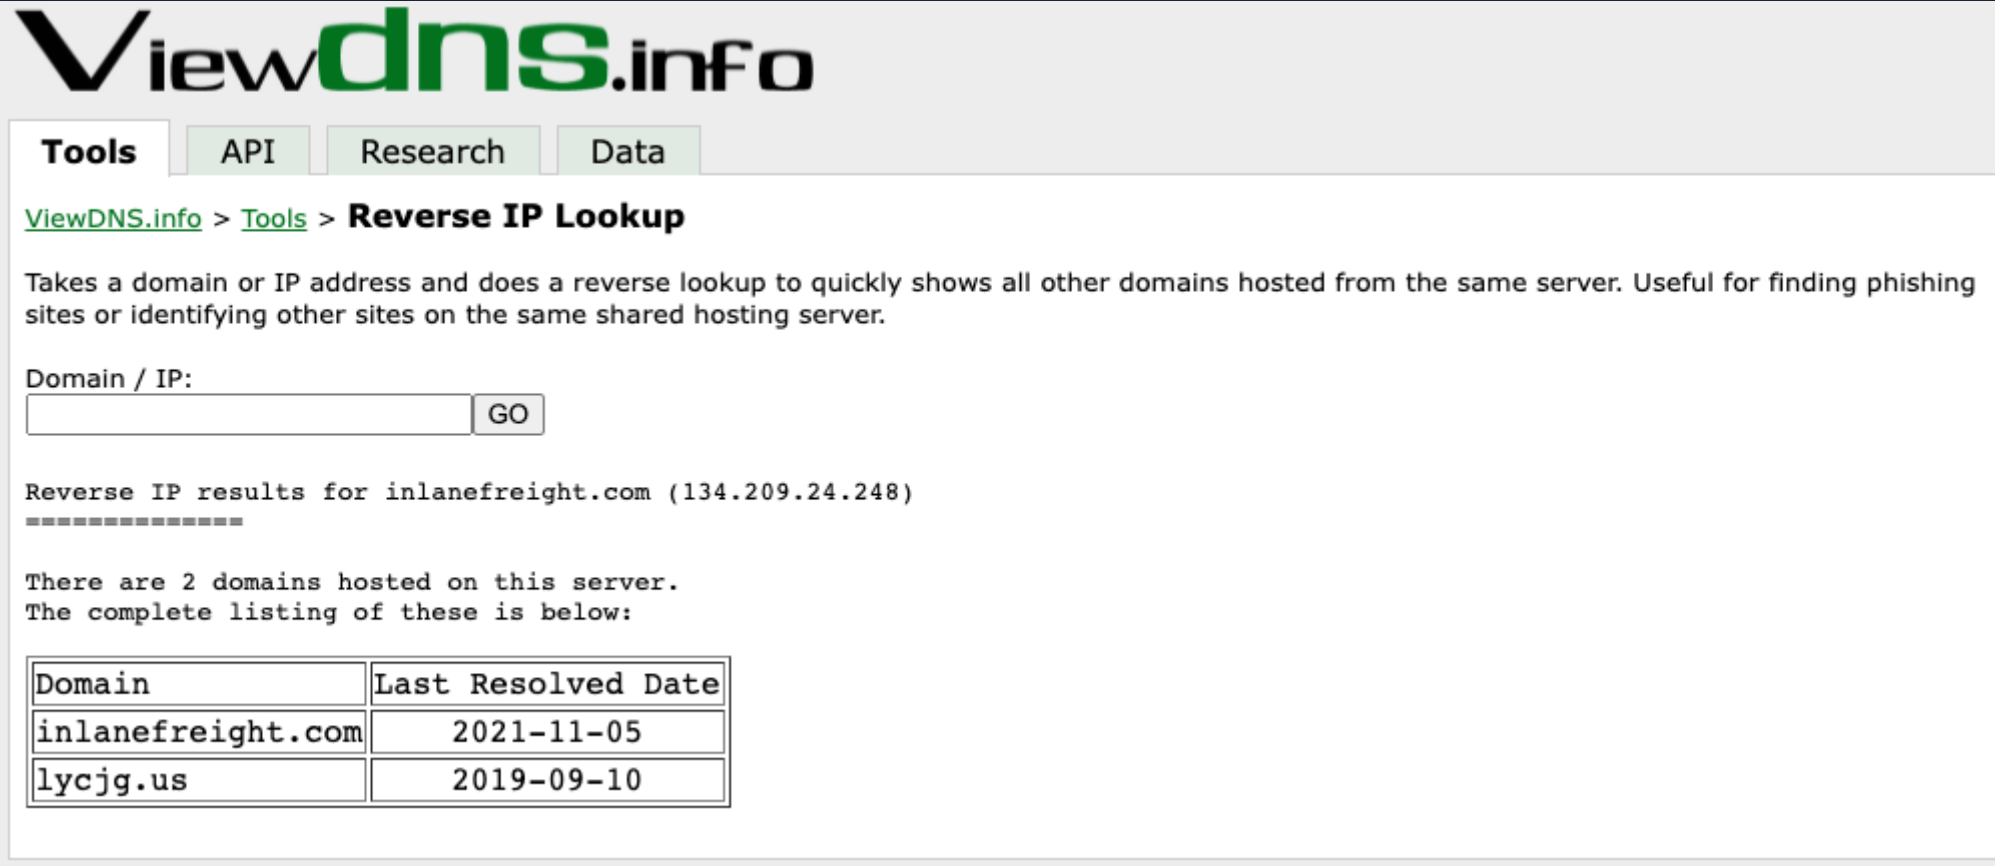 Viewdns.info
Tools API Research Data
ViewDNS.info > Tools > Reverse IP Lookup
Takes a domain or IP address and does a reverse lookup to quickly shows all other domains hosted from the same server. Useful for finding phishing
sites or identifying other sites on the same shared hosting server.
Domain / IP:
GO
Reverse IP results for inlanefreight.com (134.209.24.248)
==============
There are 2 domains hosted on this server.
The complete listing of these is below:
Domain Last Resolved Date
inlanefreight.com 2021-11-05
lycjg.us 2019-09-10